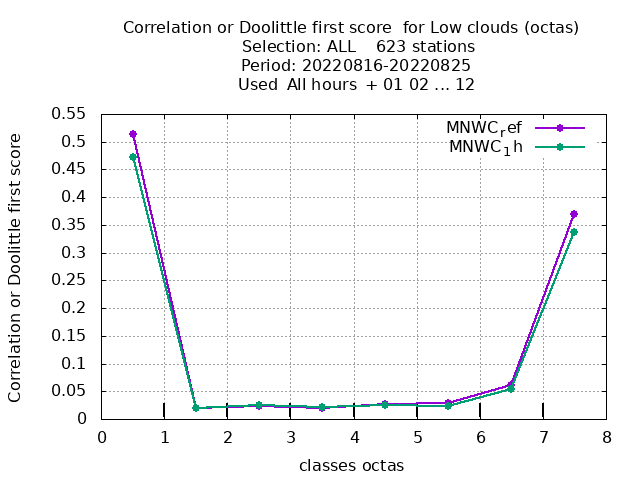 Correlation or Doolittle first score  for Low clouds (octas)
Selection: ALL    623 stations
Period: 20220816-20220825
Used  All hours  + 01 02 ... 12
MNWC_ref
MNWC_1h
0.55
0.5
0.45
0.4
0.35
0.3
0.25
0.2
0.15
0.1
0.05
0
Correlation or Doolittle first score
0 1 2 3 4 5 6 7 8
classes octas